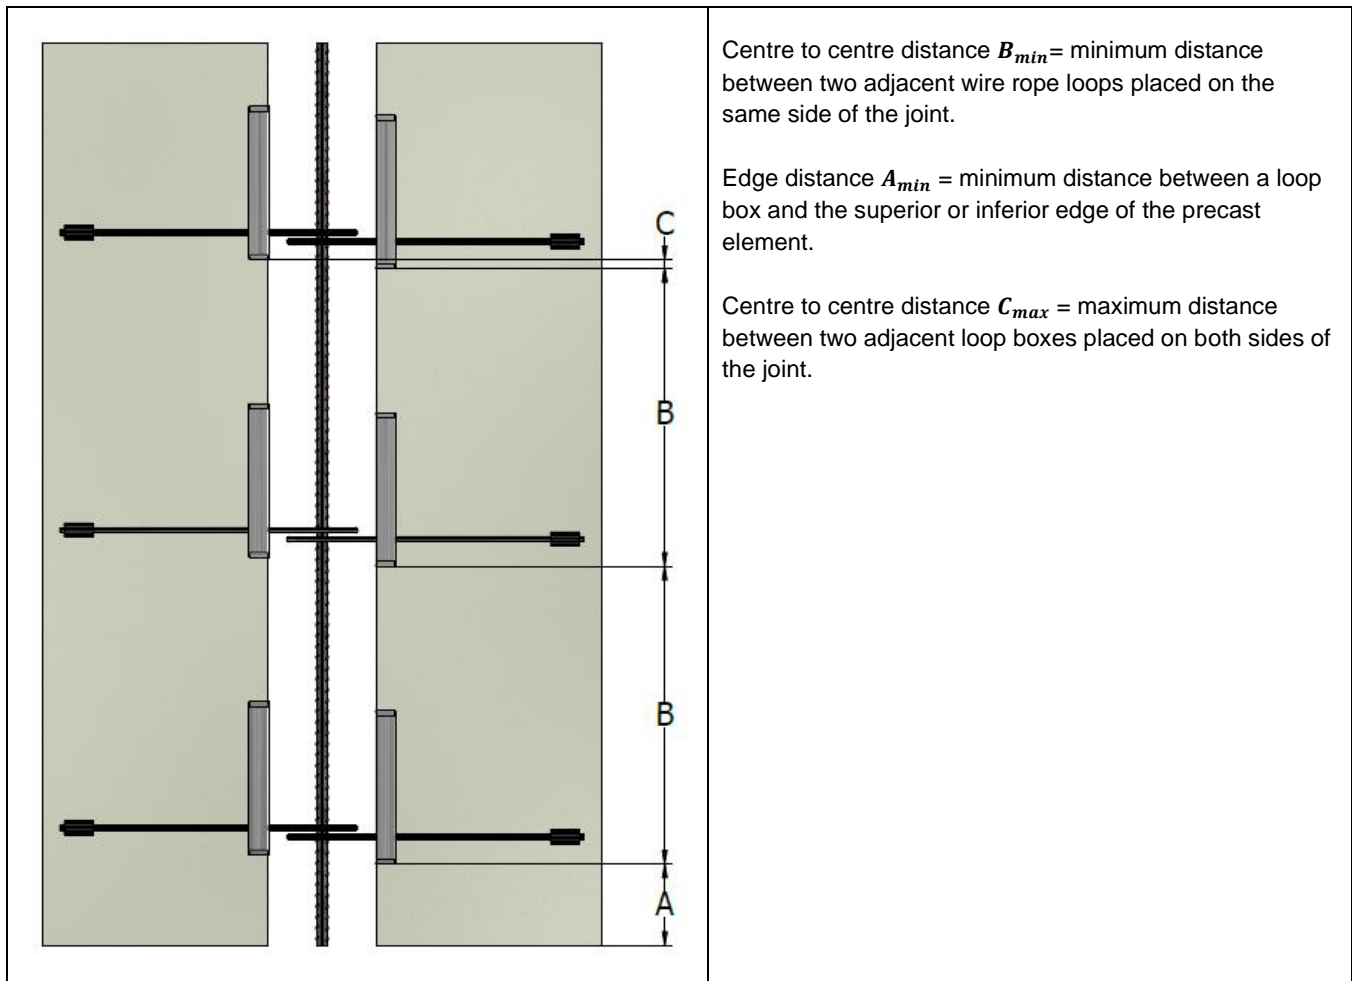 C
B
B
A
Centre to centre distance B_min= minimum distance
between two adjacent wire rope loops placed on the
same side of the joint.
Edge distance A_min = minimum distance between a loop
box and the superior or inferior edge of the precast
element.
Centre to centre distance C_max = maximum distance
between two adjacent loop boxes placed on both sides of
the joint.